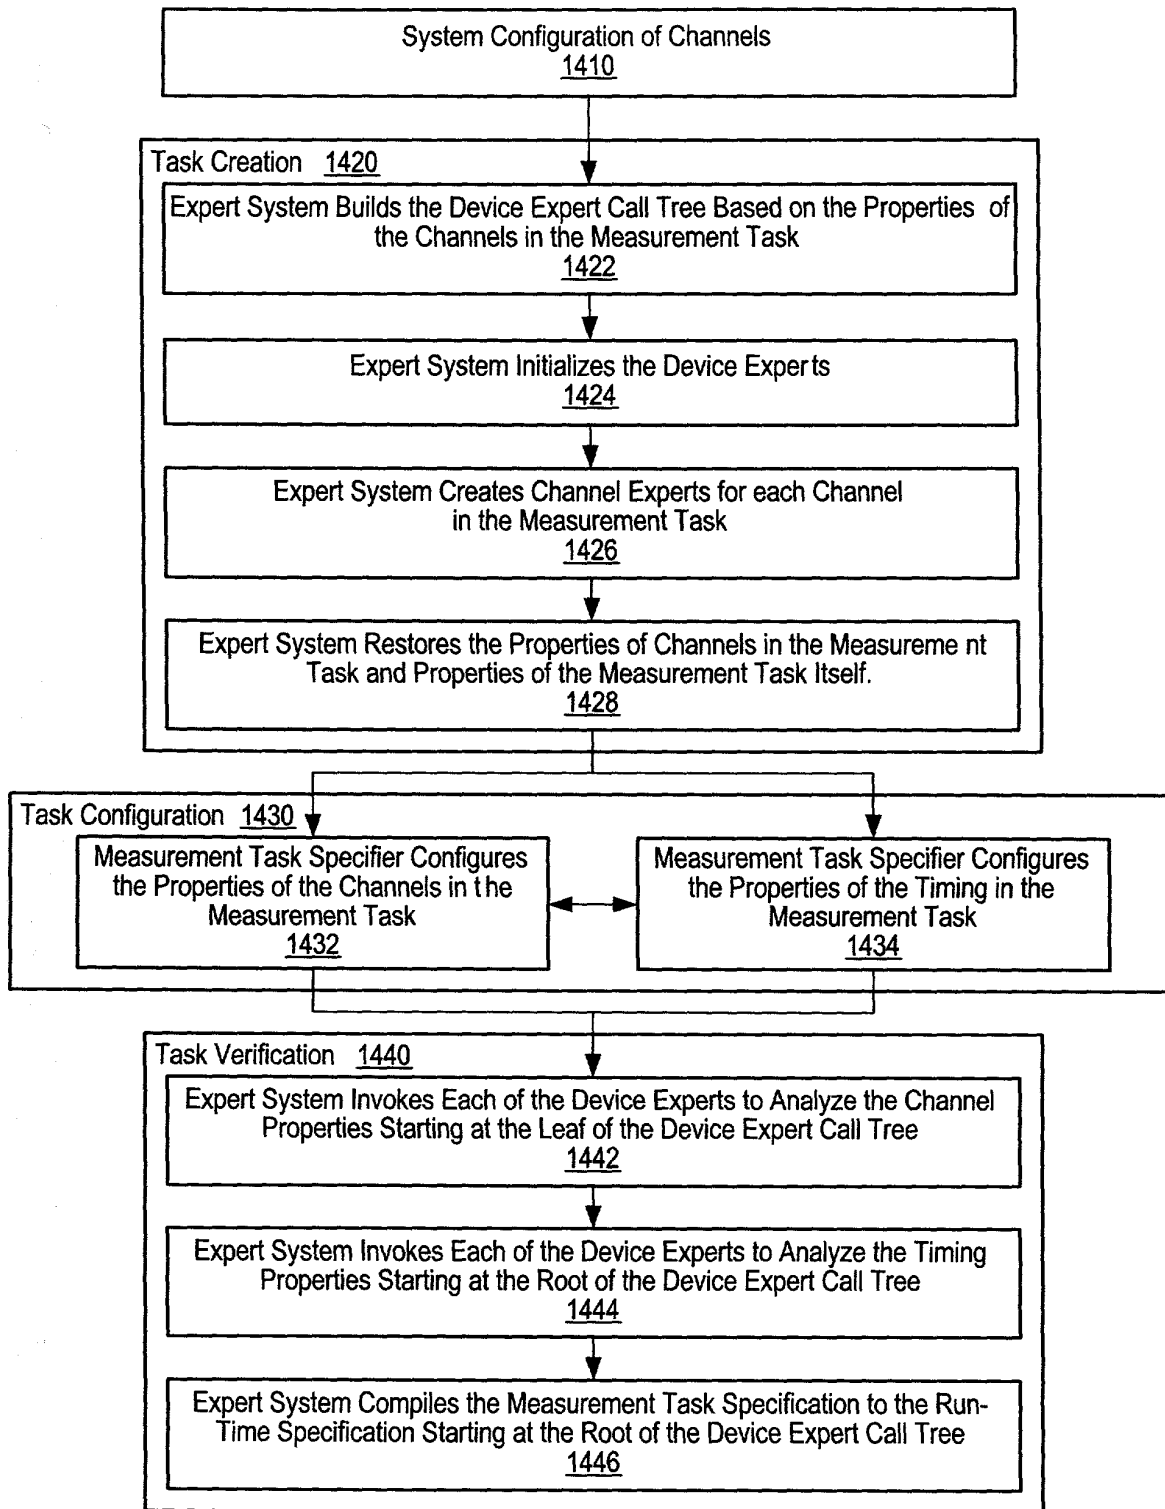 System Configuration of Channels
1410
Task Creation 1420
Expert System Builds the Device Expert Call Tree Based on the Properties of
the Channels in the Measurement Task
1422
Expert System Initializes the Device Experts
1424
Expert System Creates Channel Experts for each Channel
in the Measurement Task
1426
Expert System Restores the Properties of Channels in the Measureme nt
Task and Properties of the Measurement Task Itself.
1428
Task Configuration 1430
Measurement Task Specifier Configures
the Properties of the Channels in the
Measurement Task
1432
Measurement Task Specifier Configures
the Properties of the Timing in the
Measurement Task
1434
Task Verification 1440
Expert System Invokes Each of the Device Experts to Analyze the Channel
Properties Starting at the Leaf of the Device Expert Call Tree
1442
Expert System Invokes Each of the Device Experts to Analyze the Timing
Properties Starting at the Root of the Device Expert Call Tree
1444
Expert System Compiles the Measurement Task Specification to the Run-
Time Specification Starting at the Root of the Device Expert Call Tree
1446